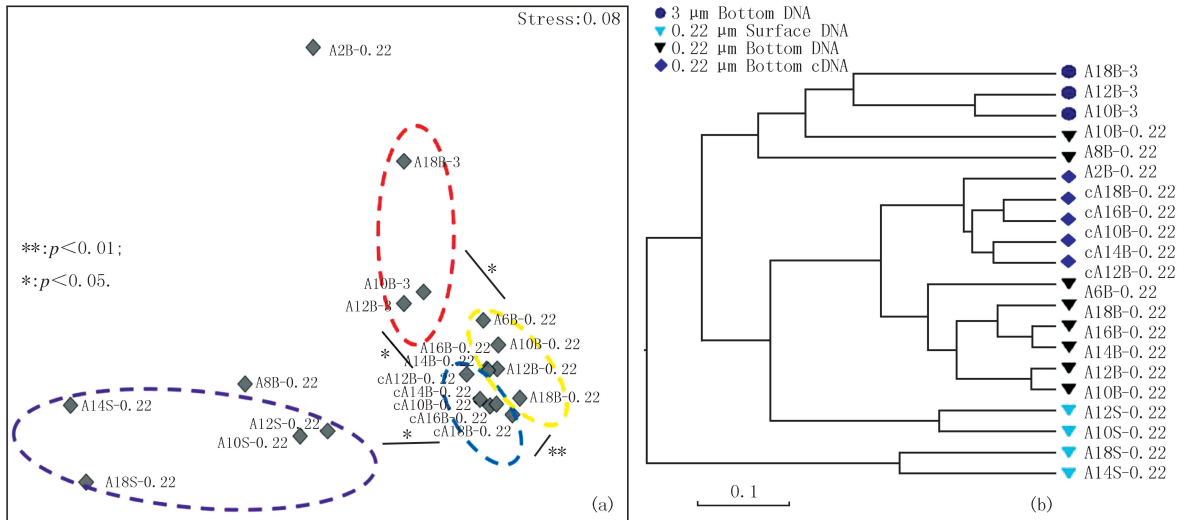 Stress:0.08
A2B-0.22
A18B-3
**:p<0.01;
*:p<0.05.
*
A10B-3
A12B-3
A6B-0.22
*
A10B-0.22
A16B-0.22
A14B-0.22
A12B-0.22
cA12B-0.22
A8B-0.22
cA14B-0.22
A18B-0.22
A14S-0.22
cA10B-0.22
A12S-0.22
cA16B-0.22
A10S-0.22
*
cA18B-0.22
**
A18S-0.22
(a)
3 μm Bottom DNA
0.22 μm Surface DNA
0.22 μm Bottom DNA
0.22 μm Bottom cDNA
A18B-3
A12B-3
A10B-3
A10B-0.22
A8B-0.22
A2B-0.22
cA18B-0.22
cA16B-0.22
cA10B-0.22
cA14B-0.22
cA12B-0.22
A6B-0.22
A18B-0.22
A16B-0.22
A14B-0.22
A12B-0.22
A10B-0.22
A12S-0.22
A10S-0.22
A18S-0.22
A14S-0.22
0.1
(b)